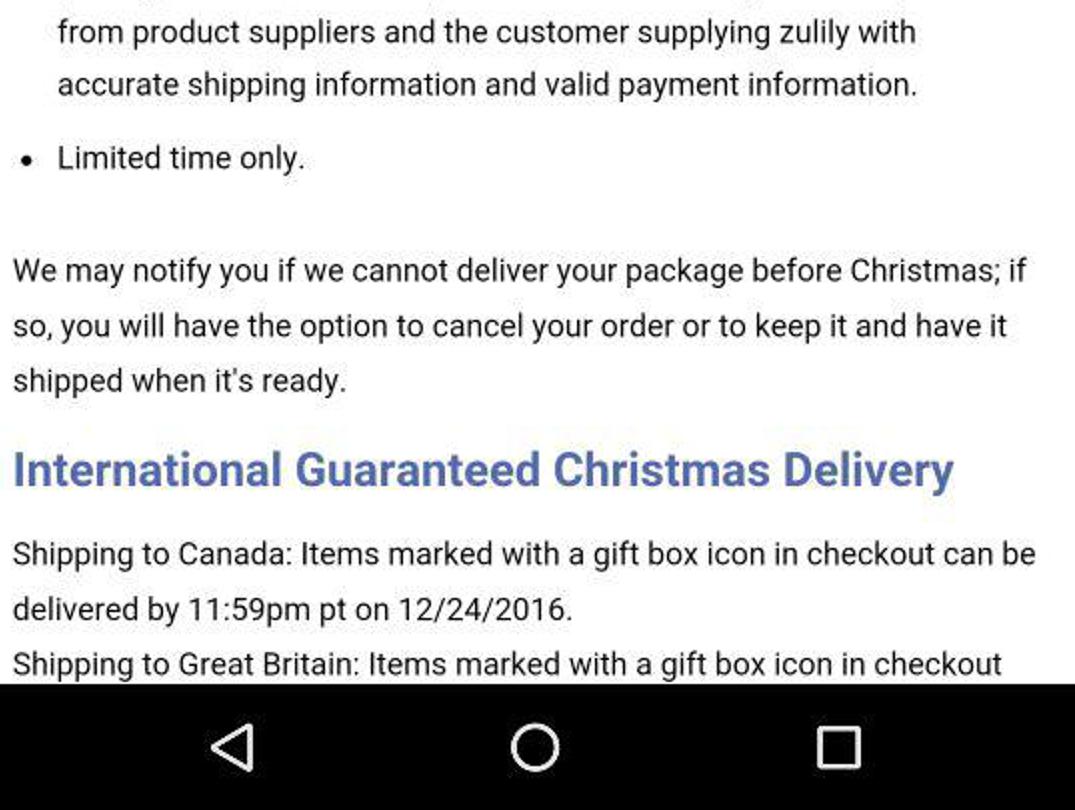 from product suppliers and the customer supplying zulily with
accurate shipping information and valid payment information.
• Limited time only.
We may notify you if we cannot deliver your package before Christmas; if
so, you will have the option to cancel your order or to keep it and have it
shipped when it's ready.
International Guaranteed Christmas Delivery
Shipping to Canada: Items marked with a gift box icon in checkout can be
delivered by 11:59pm pt on 12/24/2016.
Shipping to Great Britain: Items marked with a gift box icon in checkout